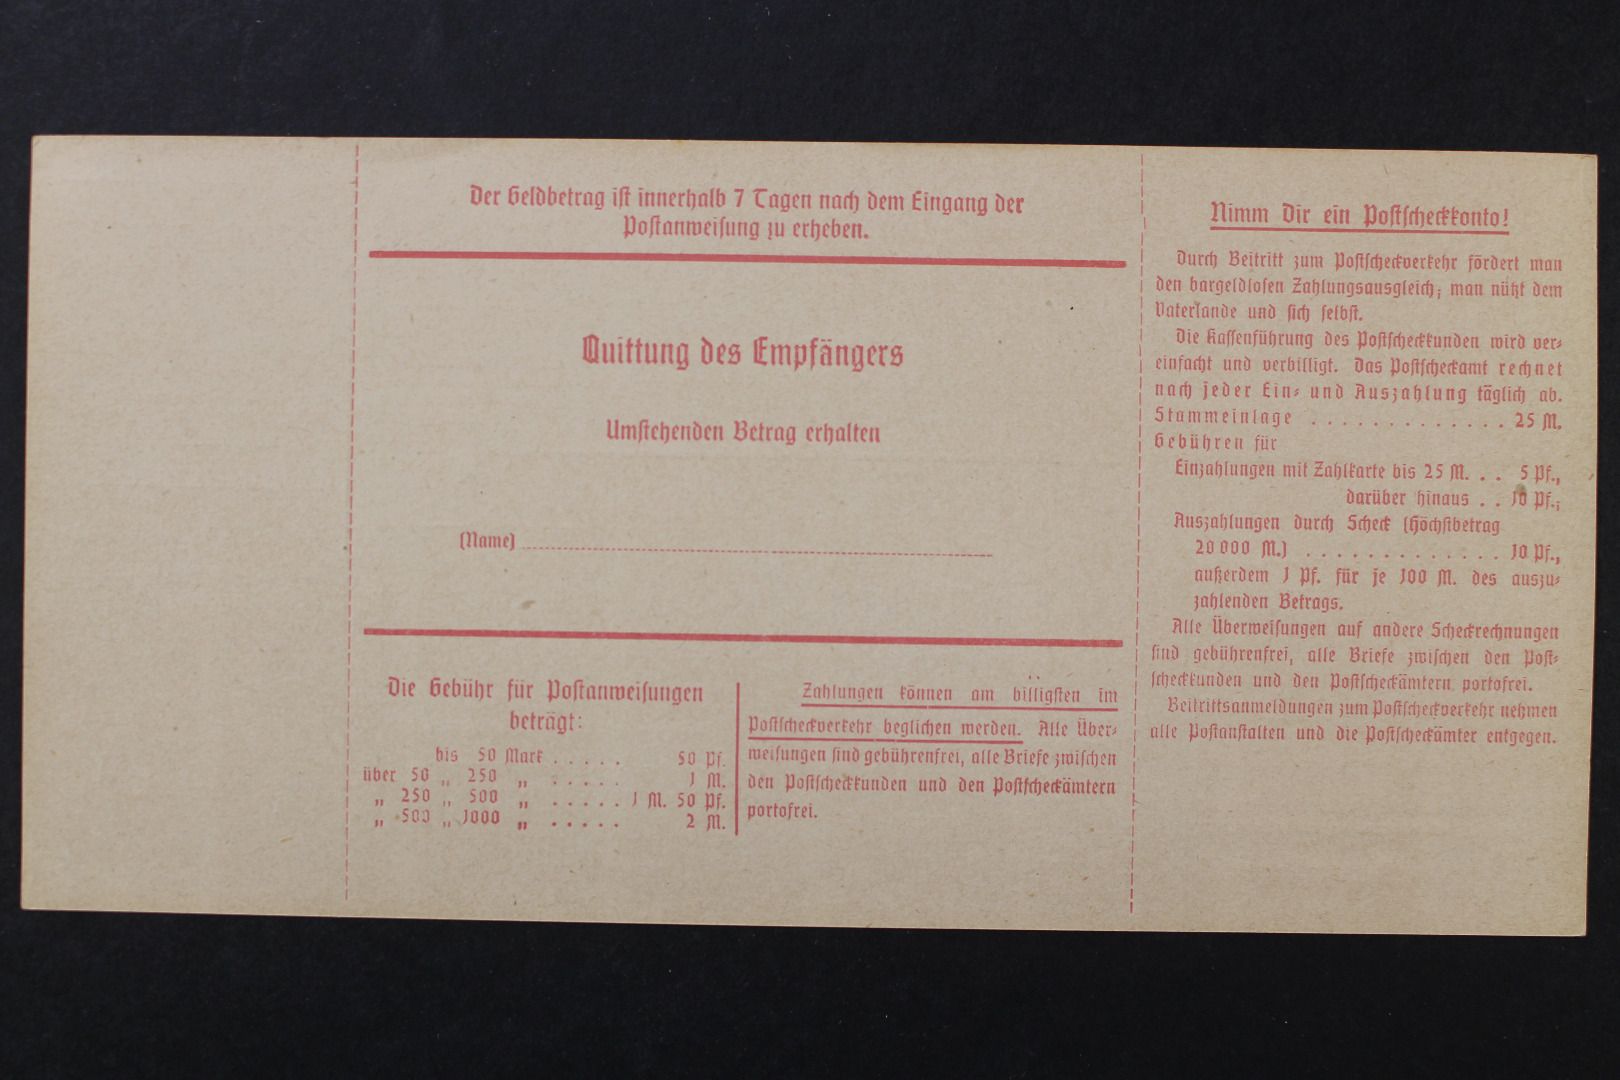 Der Geldbetrag ist innerhalb 7 Tagen nach dem Eingang der
Postanweisung zu erheben.
Quittung des Empfängers
Umstehenden Betrag erhalten
(Name)
Die Gebühr für Postanweisungen
beträgt:
bis 50 Mark . . . . . 50 Pf.
über 50 „ 250 „ . . . . . 1 M.
„ 250 „ 500 „ . . . . . 1 M. 50 Pf.
„ 500 „ 1000 „ . . . . . 2 M.
Zahlungen können am billigsten im
Postscheckverkehr beglichen werden. Alle Über-
weisungen sind gebührenfrei, alle Briefe zwischen
den Postscheckkunden und den Postscheckämtern
portofrei.
Nimm Dir ein Postscheckkonto!
Durch Beitritt zum Postscheckverkehr fördert man
den bargeldlosen Zahlungsausgleich; man nützt dem
Vaterlande und sich selbst.
Die Kassenführung des Postscheckkunden wird ver-
einfacht und verbilligt. Das Postscheckamt rechnet
nach jeder Ein- und Auszahlung täglich ab.
Stammeinlage . . . . . . . . . . . . . 25 M.
Gebühren für
Einzahlungen mit Zahlkarte bis 25 M. . . 5 Pf.,
darüber hinaus . . 10 Pf.;
Auszahlungen durch Scheck (Höchstbetrag
20 000 M.) . . . . . . . . . . . . . 10 Pf.,
außerdem 1 Pf. für je 100 M. des auszu-
zahlenden Betrags.
Alle Überweisungen auf andere Scheckrechnungen
sind gebührenfrei, alle Briefe zwischen den Post-
scheckkunden und den Postscheckämtern portofrei.
Beitrittsanmeldungen zum Postscheckverkehr nehmen
alle Postanstalten und die Postscheckämter entgegen.